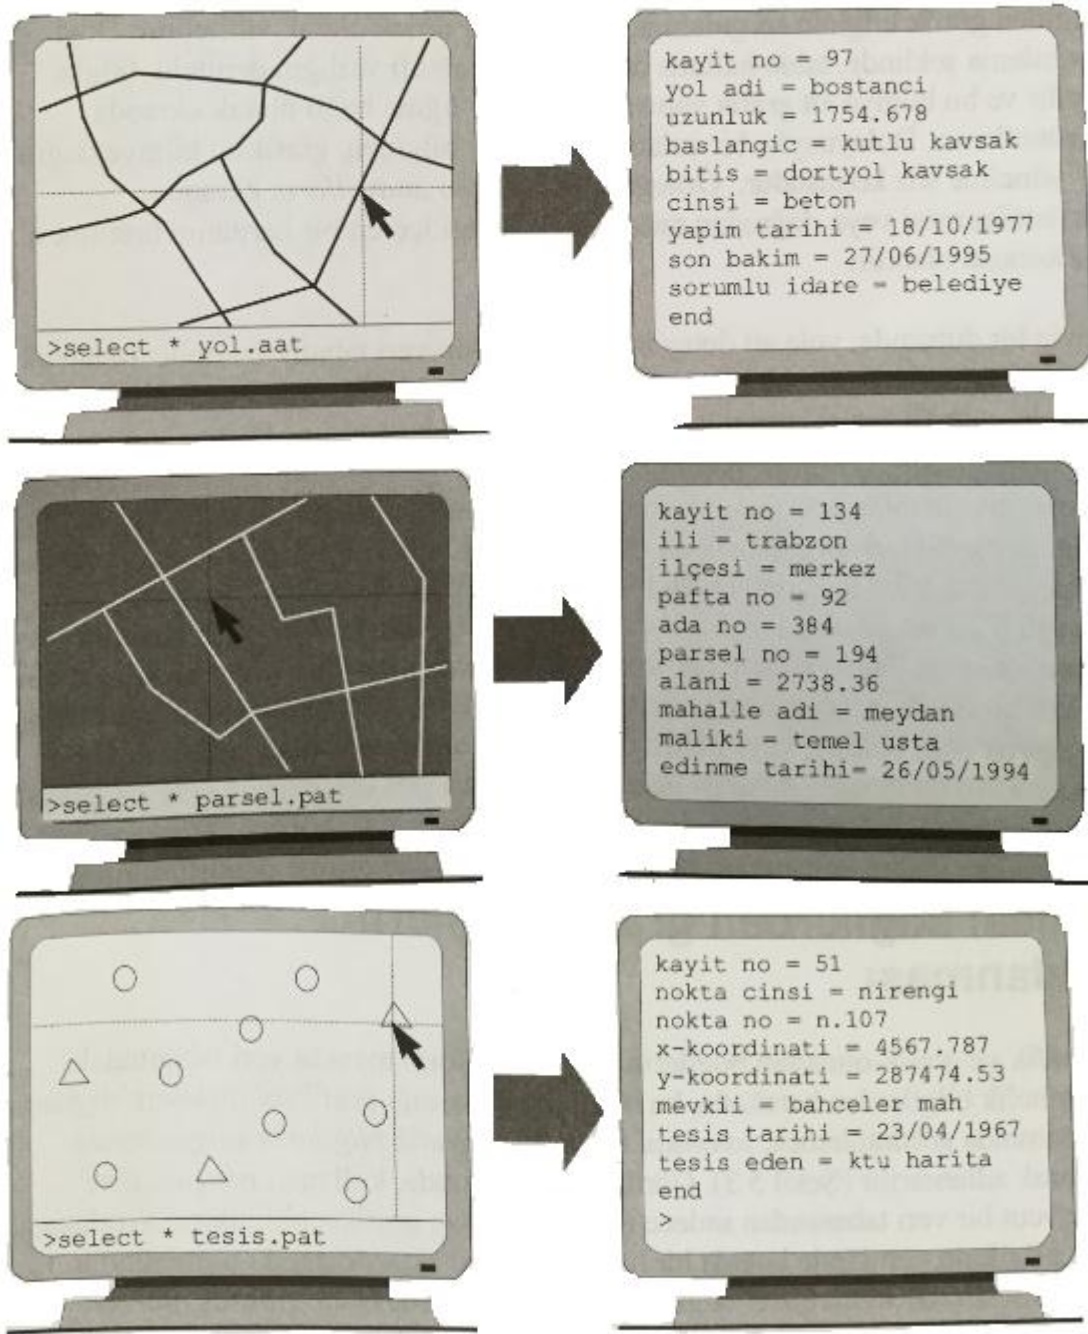 >select * yol.aat
kayit no = 97
yol adi = bostanci
uzunluk = 1754.678
baslangic = kutlu kavsak
bitis = dortyol kavsak
cinsi = beton
yapim tarihi = 18/10/1977
son bakim = 27/06/1995
sorumlu idare = belediye
end
>select * parsel.pat
kayit no = 134
ili = trabzon
ilçesi = merkez
pafta no = 92
ada no = 384
parsel no = 194
alani = 2738.36
mahalle adi = meydan
maliki = temel usta
edinme tarihi= 26/05/1994
>select * tesis.pat
kayit no = 51
nokta cinsi = nirengi
nokta no = n.107
x-koordinati = 4567.787
y-koordinati = 287474.53
mevkii = bahceler mah
tesis tarihi = 23/04/1967
tesis eden = ktu harita
end
>